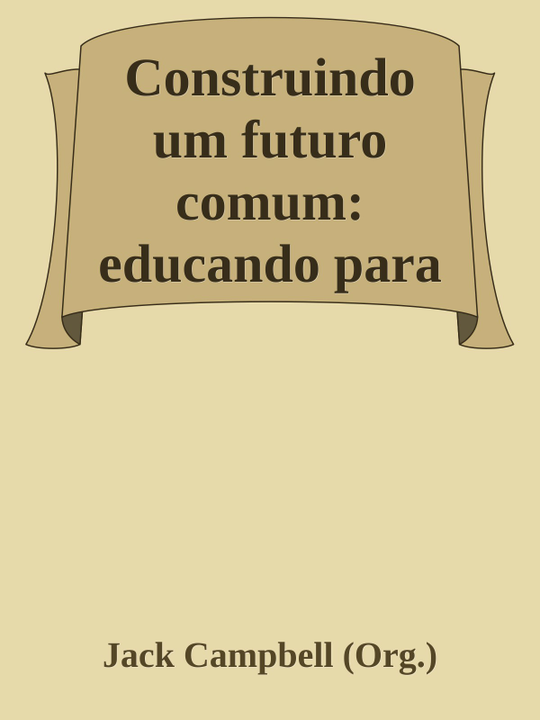 Construindo
um futuro
comum:
educando para
Jack Campbell (Org.)